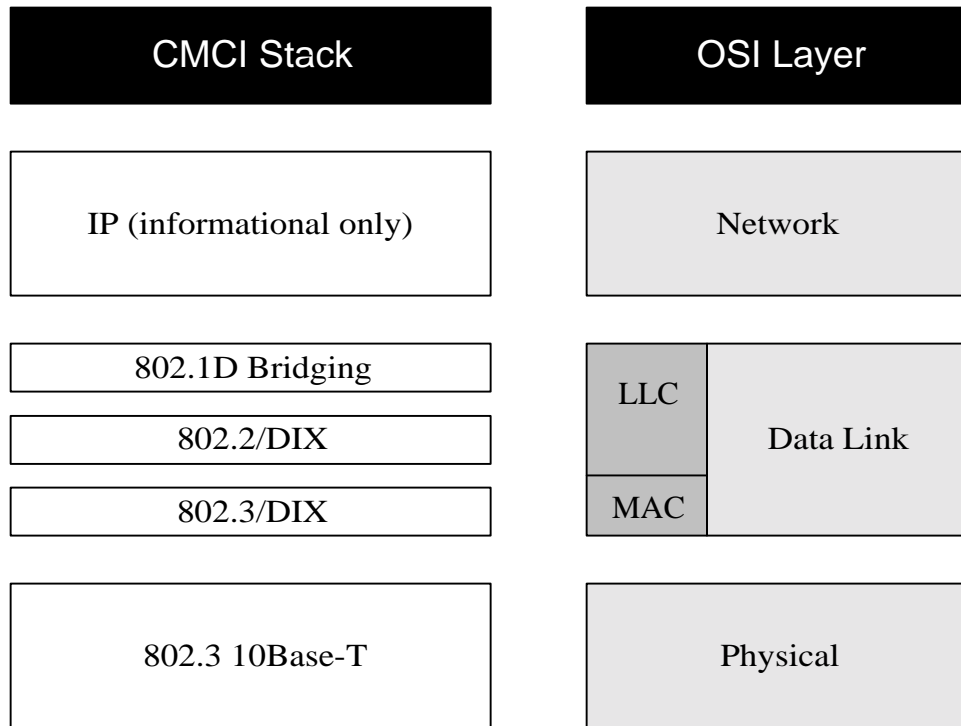 CMCI Stack
OSI Layer
IP (informational only)
Network
802.1D Bridging
802.2/DIX
802.3/DIX
LLC
MAC
Data Link
802.3 10Base-T
Physical